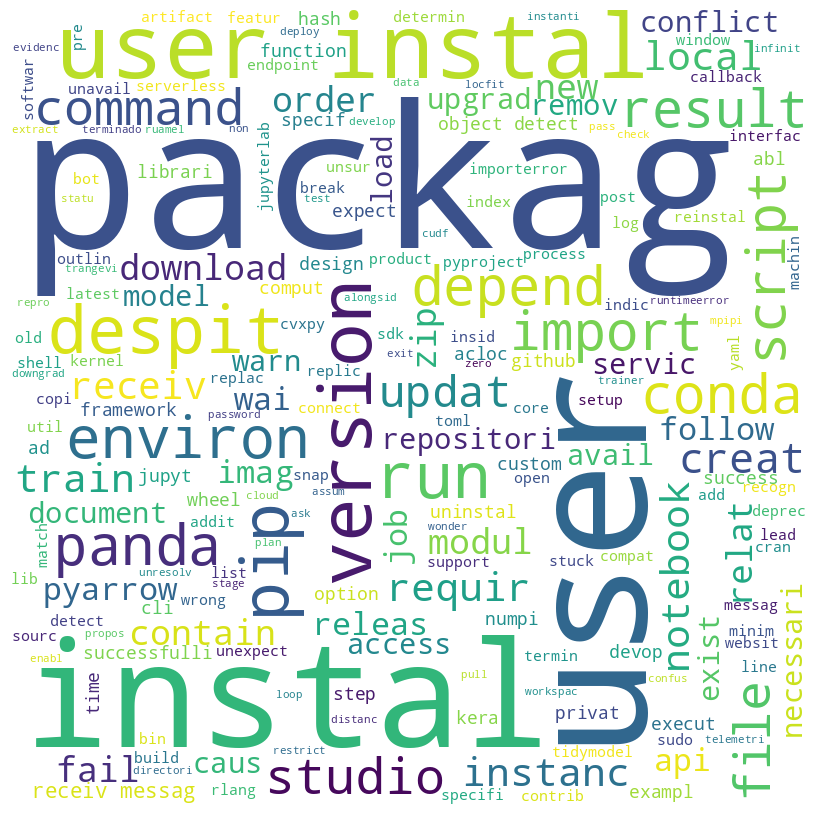 artifact featur hash determin instanti conflict
evidenc pre deploy window infinit
user instal local
softwar unavail serverless function endpoint data locfit new callback
command order upgrad remov result
extract terminado ruamel non specif develop object detect pass check interfac
packag
bot librari jupyterlab unsur load importerror abl
statu break expect index post reinstal script
test log
trangevi outlin download design cudf product pyproject process indic machin
repro latest model comput alongsid depend runtimeerror
old despit cvxpy version sdk zip insid import mpipi
shell kernel warn replic exit acloc github yaml servic
downgrad receiv replac wai connect updat zero core trainer setup conda
copi framework password toml
util environ snap repositori custom avail follow
ad train jupyt imag assum run open creat
document wheel cloud ask uninstal success recogn
match addit panda pip plan job modul wonder user add deprec
lib unresolv list stage support stuck compat lead cran
pyarrow wrong option requir notebook relat
cli numpi messag
sourc detect contain releas access termin devop minim websit
propos successfulli unexpect exist necessari
enabl time loop step pull workspac confus line
instal distanc kera privat execut
bin build restrict tidymodel sudo telemetri
fail directori caus studio instanc api file
receiv messag rlang specifi contrib exampl